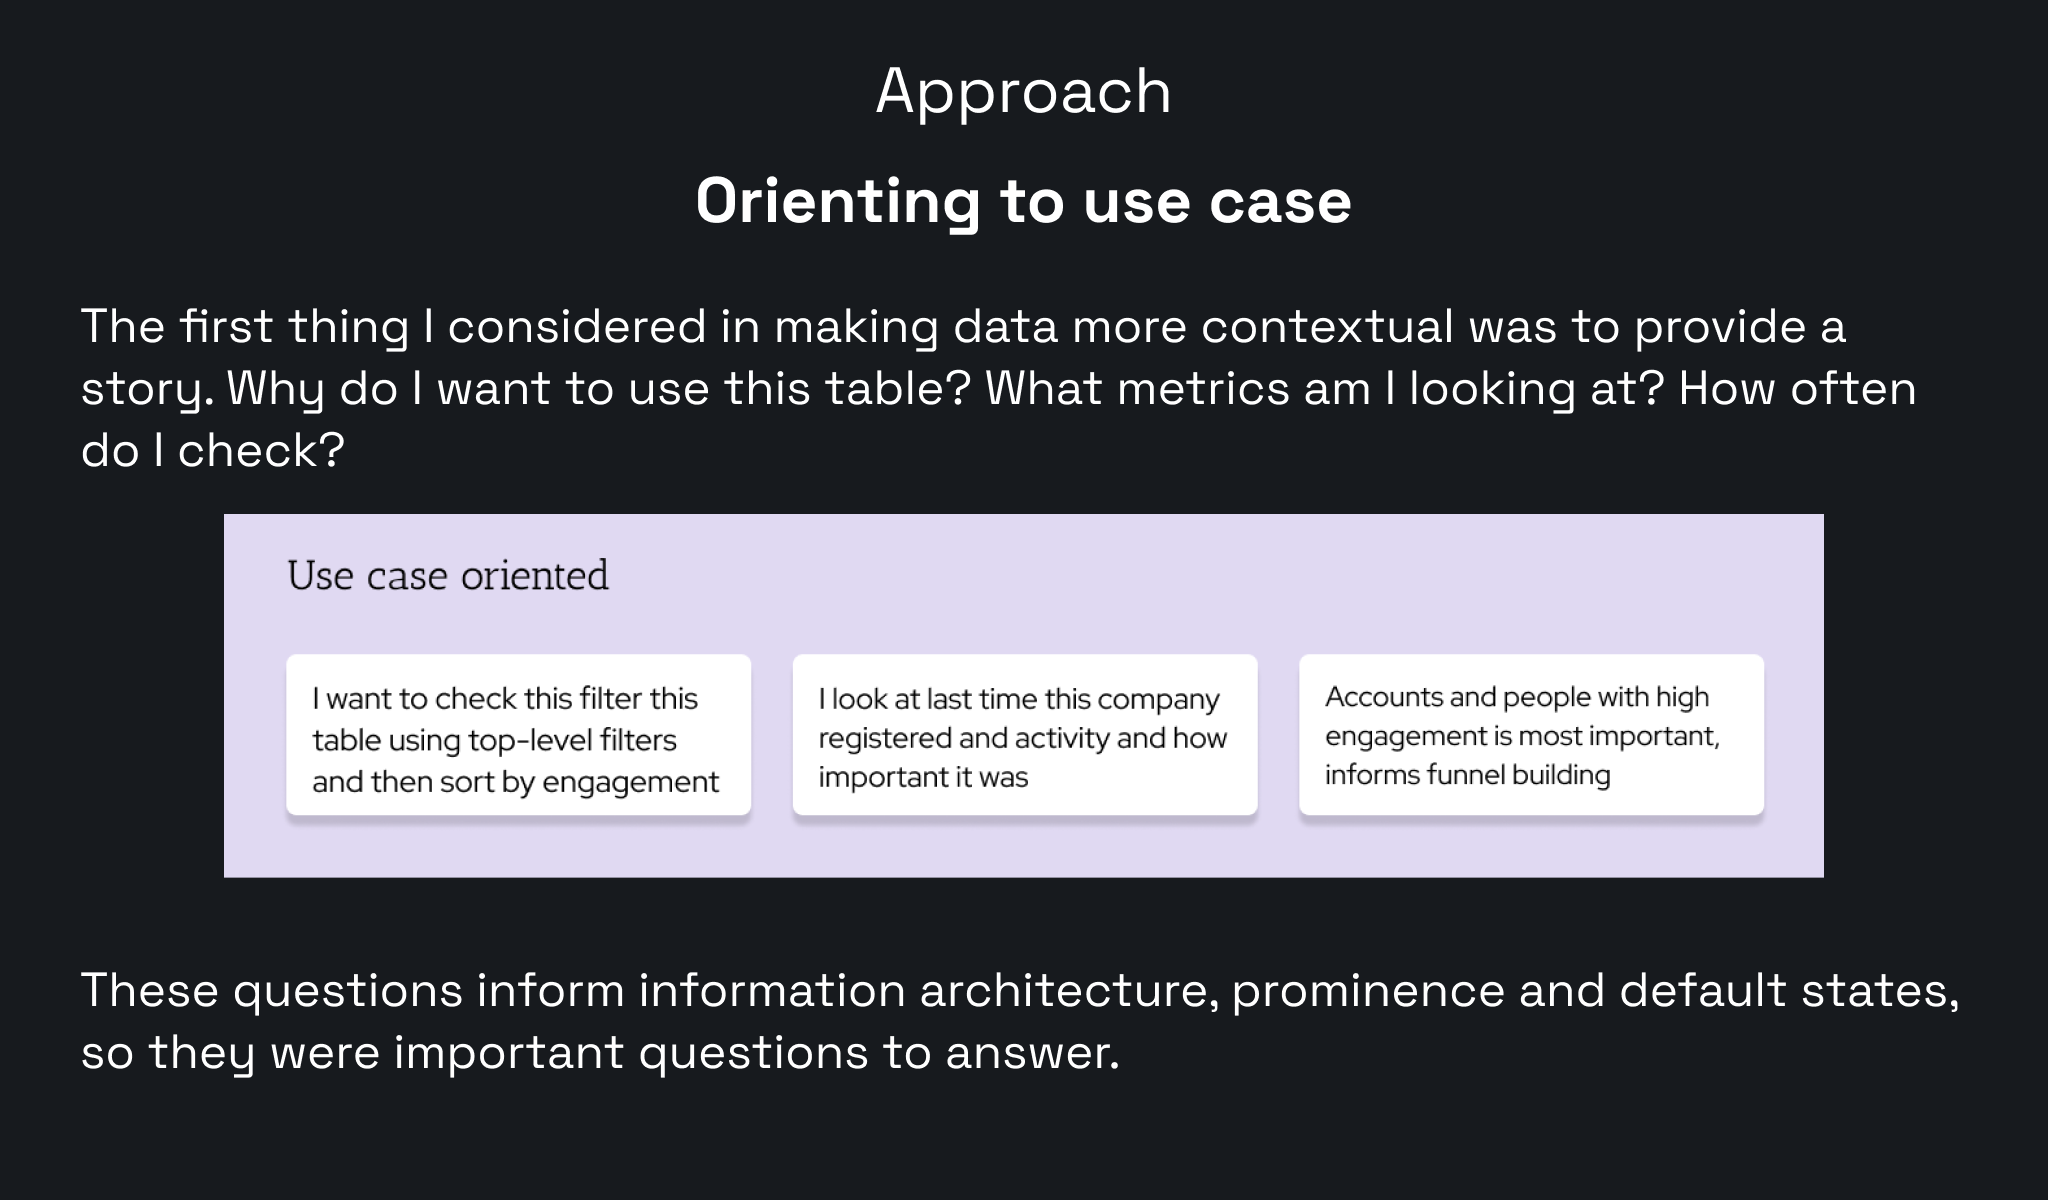 Approach
Orienting to use case
The first thing I considered in making data more contextual was to provide a
story. Why do I want to use this table? What metrics am I looking at? How often
do I check?
Use case oriented
I want to check this filter this
table using top-level filters
and then sort by engagement
I look at last time this company
registered and activity and how
important it was
Accounts and people with high
engagement is most important,
informs funnel building
These questions inform information architecture, prominence and default states,
so they were important questions to answer.